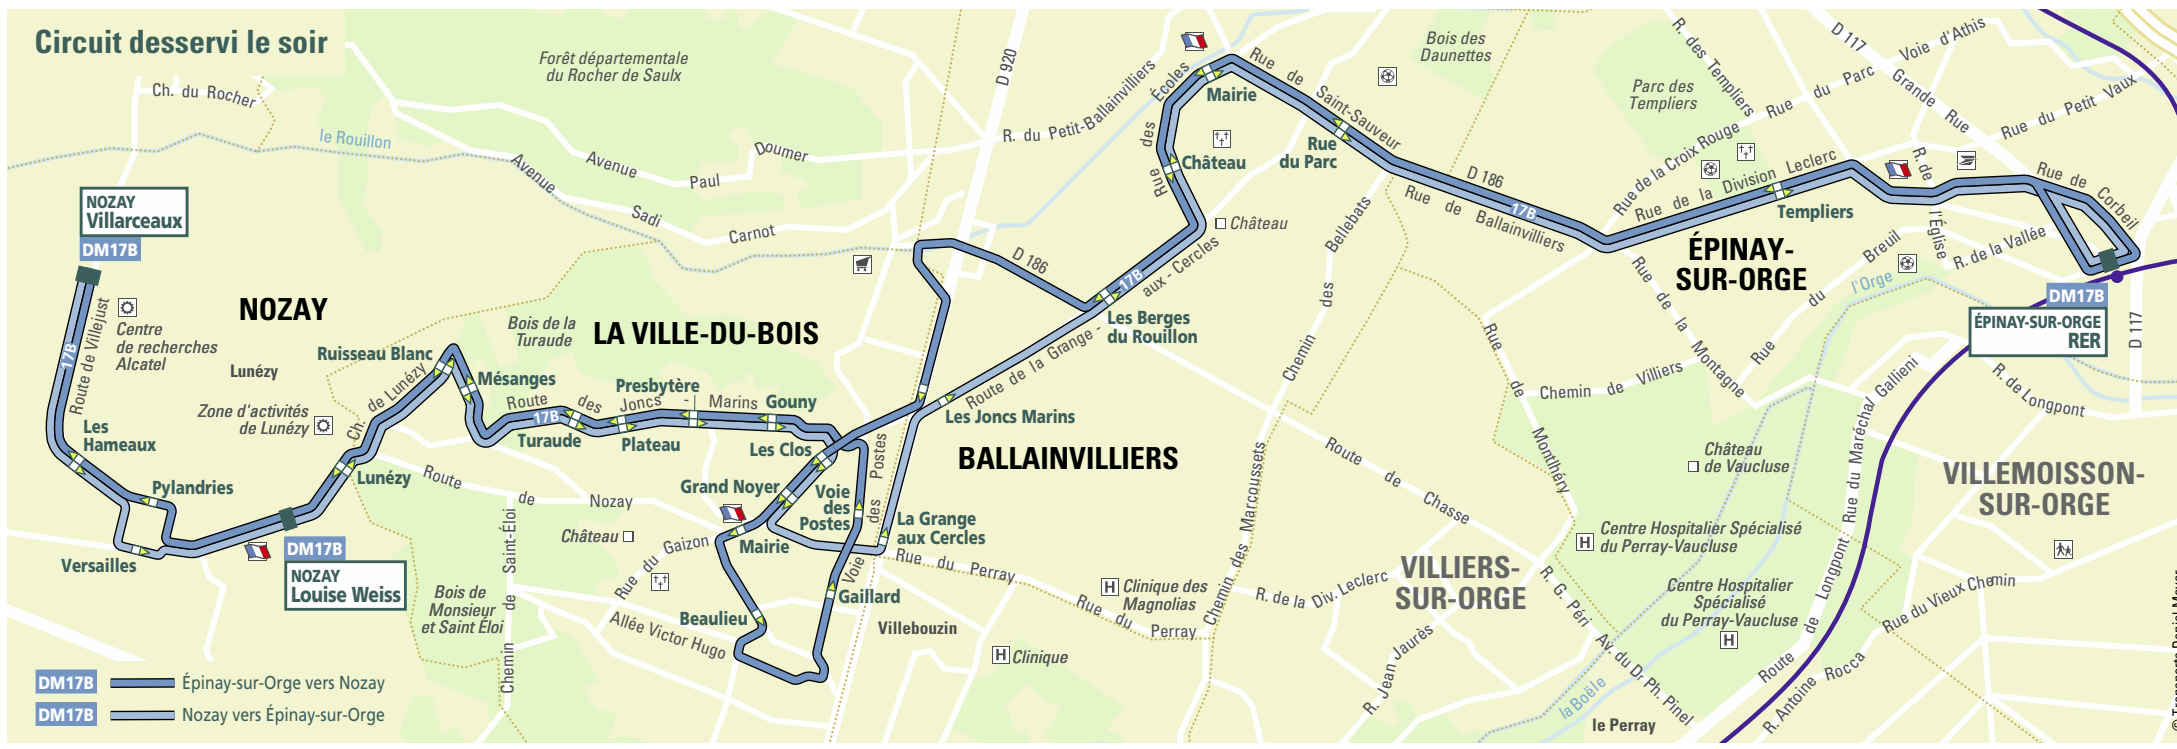 Circuit desservi le soir
Forêt départementale
du Rocher de Saulx
D 920
Ch. du Rocher
le Rouillon
Avenue Paul Doumer
Avenue Sadi Carnot
R. du Petit-Ballainvilliers
Rue des Écoles
Mairie
Château
Rue de Saint-Sauveur
Rue
du Parc
Bois des
Daunettes
R. des Templiers
Parc des
Templiers
D 117
Voie d'Athis
Grande Rue
Rue du Parc
Rue du Petit Vaux
Rue de la Croix Rouge
Rue de la Division Leclerc
Templiers
R. de l'Église
Rue de Corbeil
R. de la Vallée
Rue du Breuil
l'Orge
D 186
17B
Rue de Ballainvilliers
ÉPINAY-
SUR-ORGE
DM17B
ÉPINAY-SUR-ORGE
RER
D 117
R. de Longpont
NOZAY
Villarceaux
DM17B
17B
Route de Villejust
Centre
de recherches
Alcatel
NOZAY
Lunézy
Zone d'activités
de Lunézy
Les
Hameaux
Pylandries
Versailles
DM17B
NOZAY
Louise Weiss
Lunézy
Ch. de Lunézy
Ruisseau Blanc
Mésanges
Bois de la
Turaude
LA VILLE-DU-BOIS
Route des Joncs - Marins
17B
Turaude
Plateau
Presbytère
Gouny
Les Clos
Grand Noyer
Mairie
Voie
des
Postes
Route de Nozay
Château
Rue du Gaizon
Chemin de Saint-Éloi
Bois de
Monsieur
et Saint Éloi
Allée Victor Hugo
Beaulieu
Gaillard
Voie des Postes
La Grange
aux Cercles
Villebouzin
Clinique
D 186
17B
Château
Les Berges
du Rouillon
Route de la Grange - aux - Cercles
Les Joncs Marins
BALLAINVILLIERS
Rue du Perray
Clinique des
Magnolias
Rue du Perray
Chemin des Marcoussets
Chemin des Bellebats
R. de la Div. Leclerc
Route de Chasse
VILLIERS-
SUR-ORGE
R. Jean Jaurès
Rue de la Montagne
Chemin de Villiers
Rue de Montlhéry
Château
de Vaucluse
Centre Hospitalier Spécialisé
du Perray-Vaucluse
Centre Hospitalier
Spécialisé
du Perray-Vaucluse
R. G. Péri
Av. du Dr Ph. Pinel
la Boële
le Perray
Route de Longpont
Rue du Maréchal Gallieni
R. Antoine Rocca
Rue du Vieux Chemin
VILLEMOISSON-
SUR-ORGE
DM17B Épinay-sur-Orge vers Nozay
DM17B Nozay vers Épinay-sur-Orge